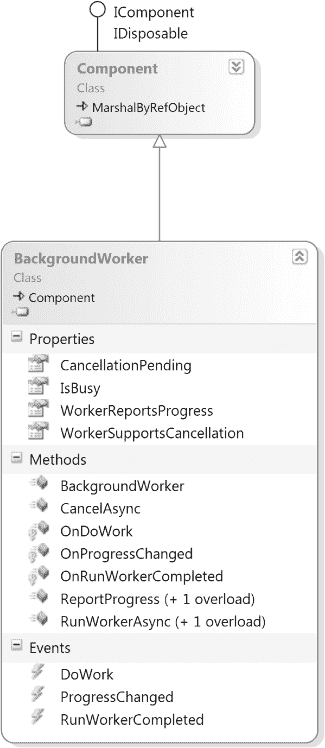 IComponent
IDisposable
Component
Class
MarshalByRefObject
BackgroundWorker
Class
Component
Properties
CancellationPending
IsBusy
WorkerReportsProgress
WorkerSupportsCancellation
Methods
BackgroundWorker
CancelAsync
OnDoWork
OnProgressChanged
OnRunWorkerCompleted
ReportProgress (+ 1 overload)
RunWorkerAsync (+ 1 overload)
Events
DoWork
ProgressChanged
RunWorkerCompleted